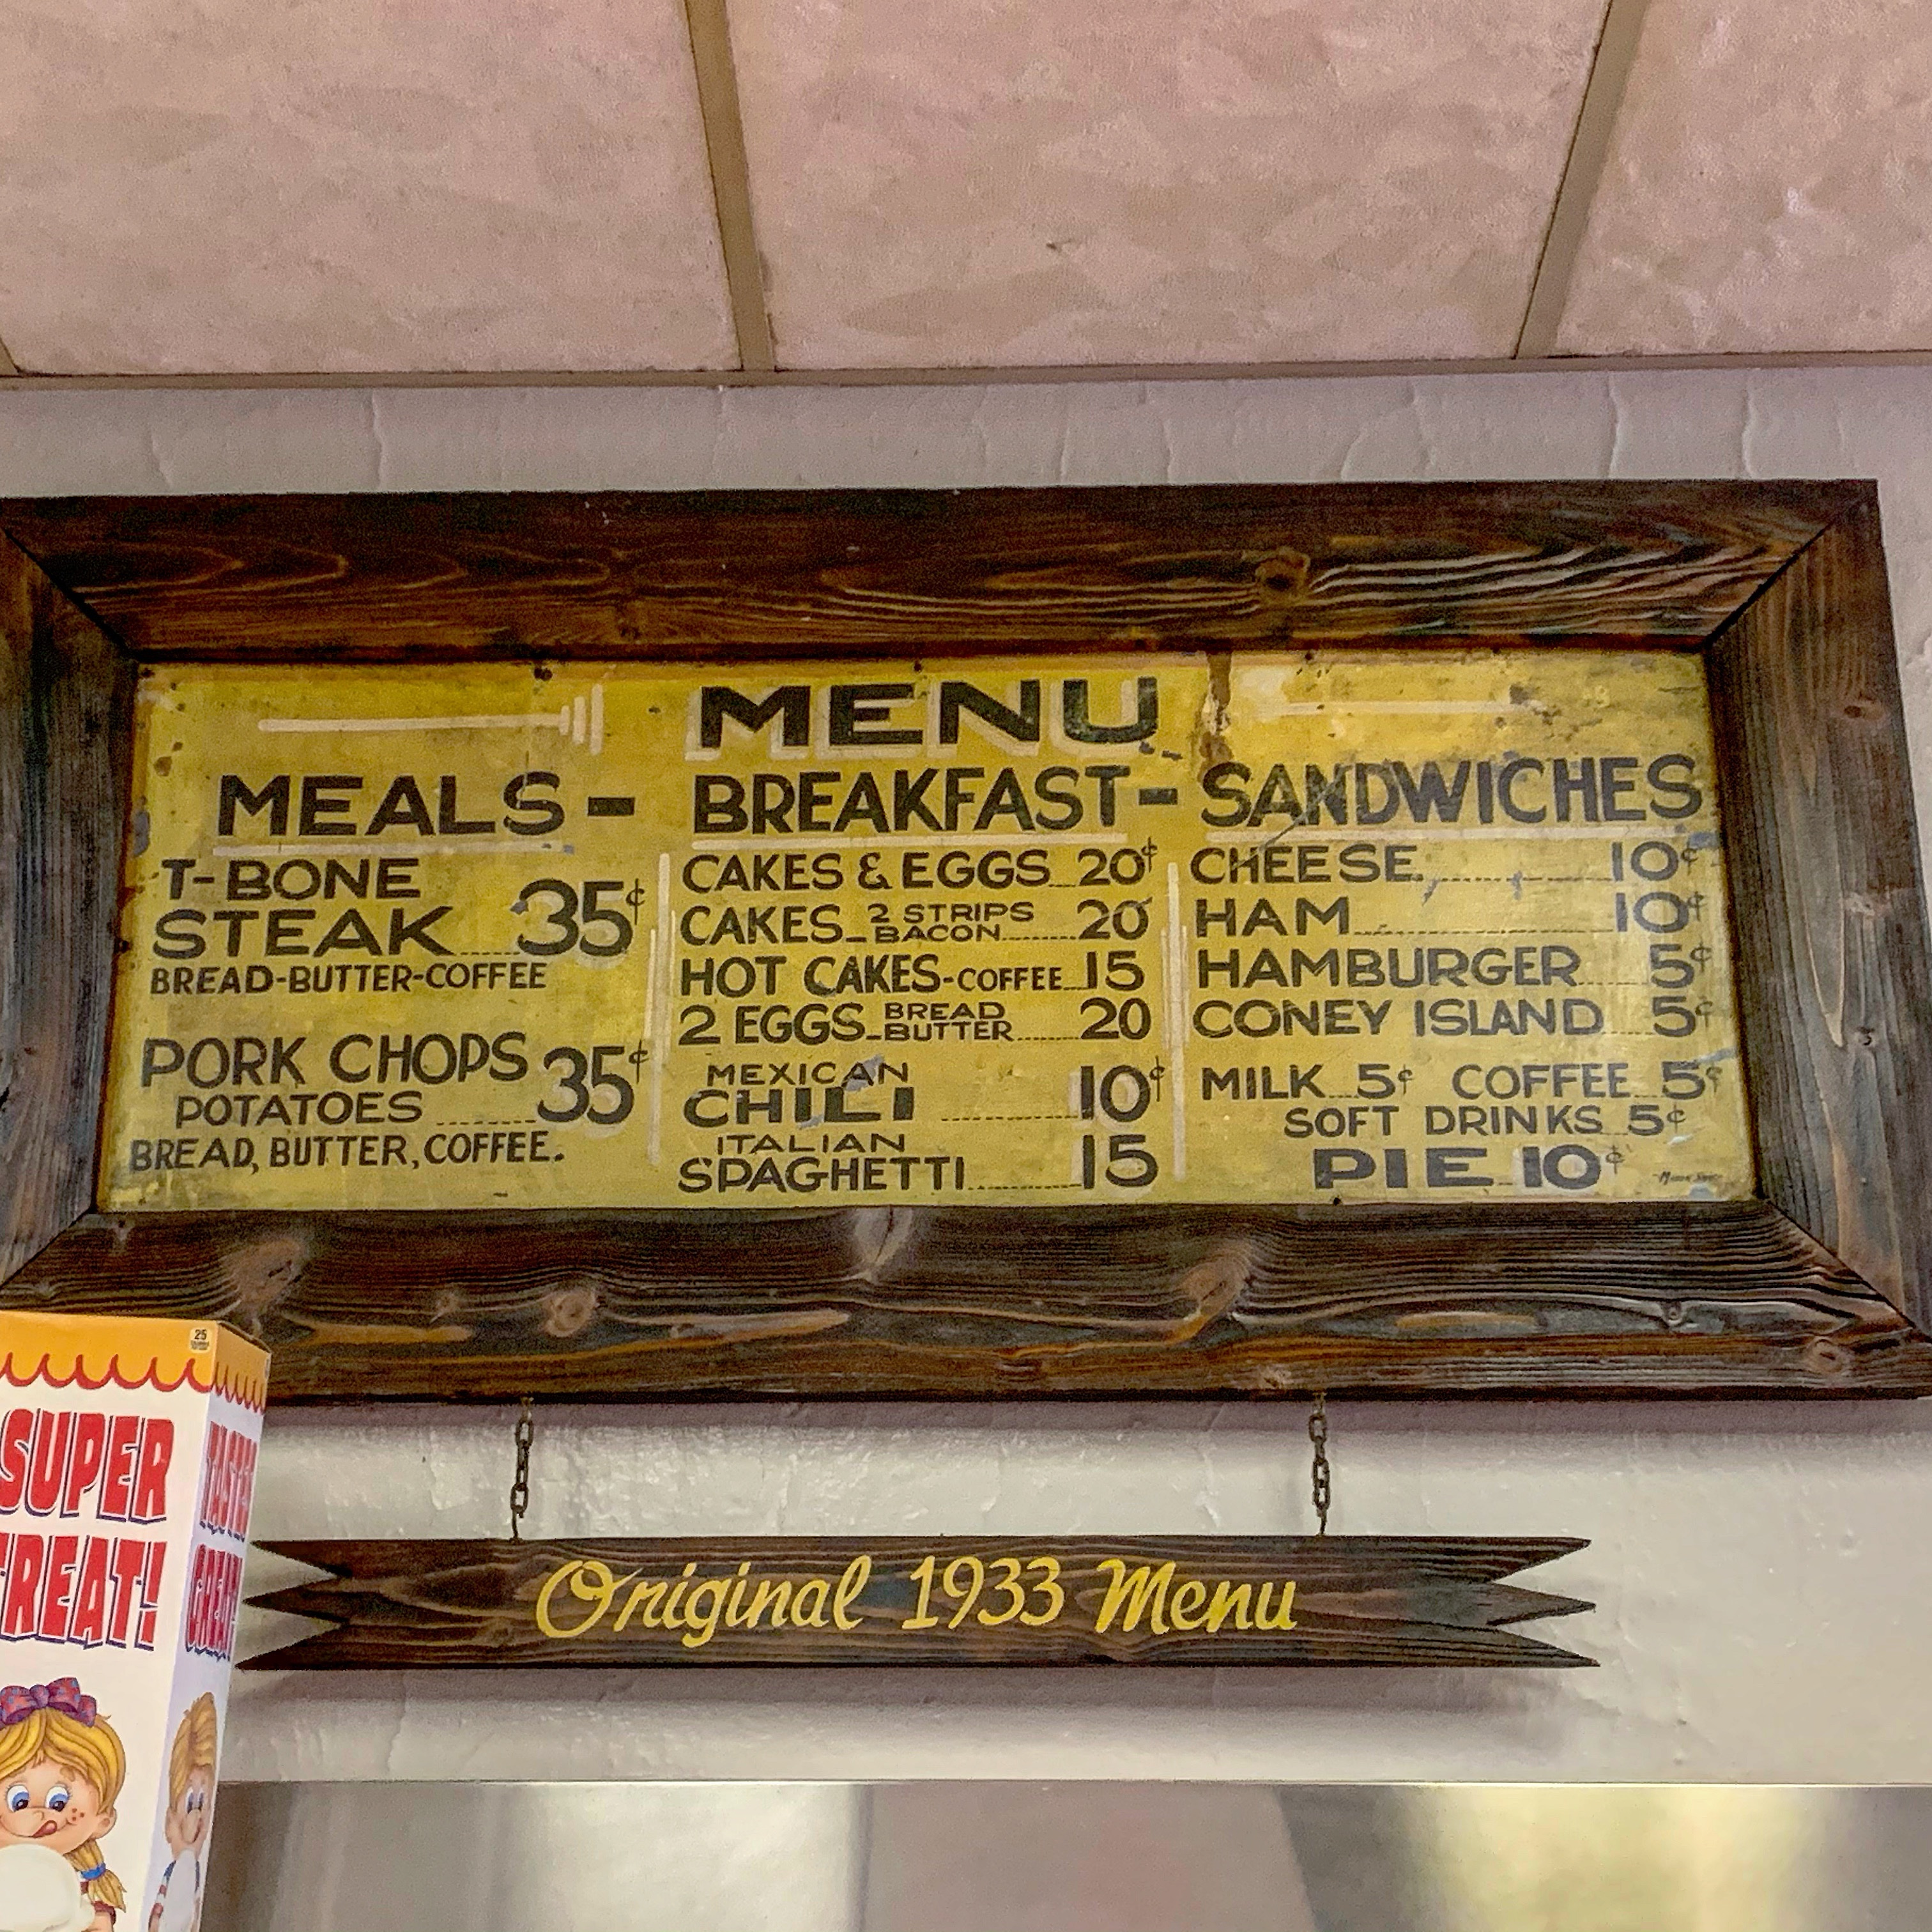 MENU
MEALS - BREAKFAST - SANDWICHES
T-BONE
STEAK 35¢
BREAD-BUTTER-COFFEE
PORK CHOPS
POTATOES 35¢
BREAD, BUTTER, COFFEE.
CAKES & EGGS 20¢
CAKES - 2 STRIPS BACON 20
HOT CAKES - COFFEE 15
2 EGGS - BREAD BUTTER 20
MEXICAN
CHILI 10¢
ITALIAN
SPAGHETTI 15
CHEESE 10¢
HAM 10¢
HAMBURGER 5¢
CONEY ISLAND 5¢
MILK 5¢ COFFEE 5¢
SOFT DRINKS 5¢
PIE 10¢
Original 1933 Menu
25
SUPER
TREAT!
TASTES
GREAT!